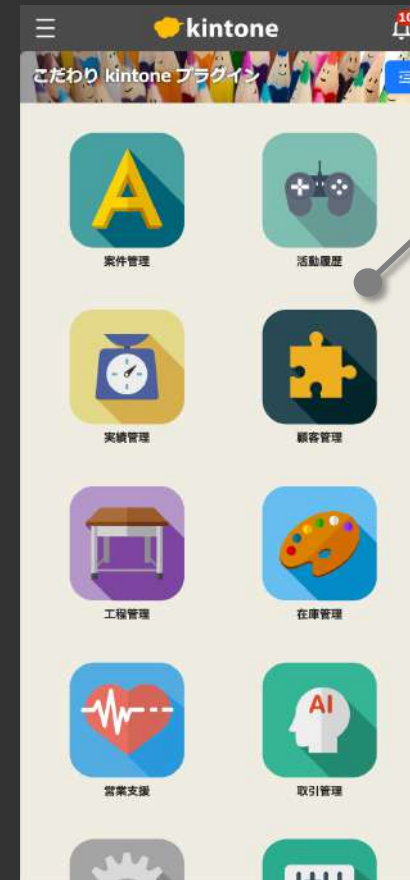 kintone
10
こだわり kintone プラグイン
A
案件管理
活動履歴
実績管理
顧客管理
工程管理
在庫管理
営業支援
AI
取引管理